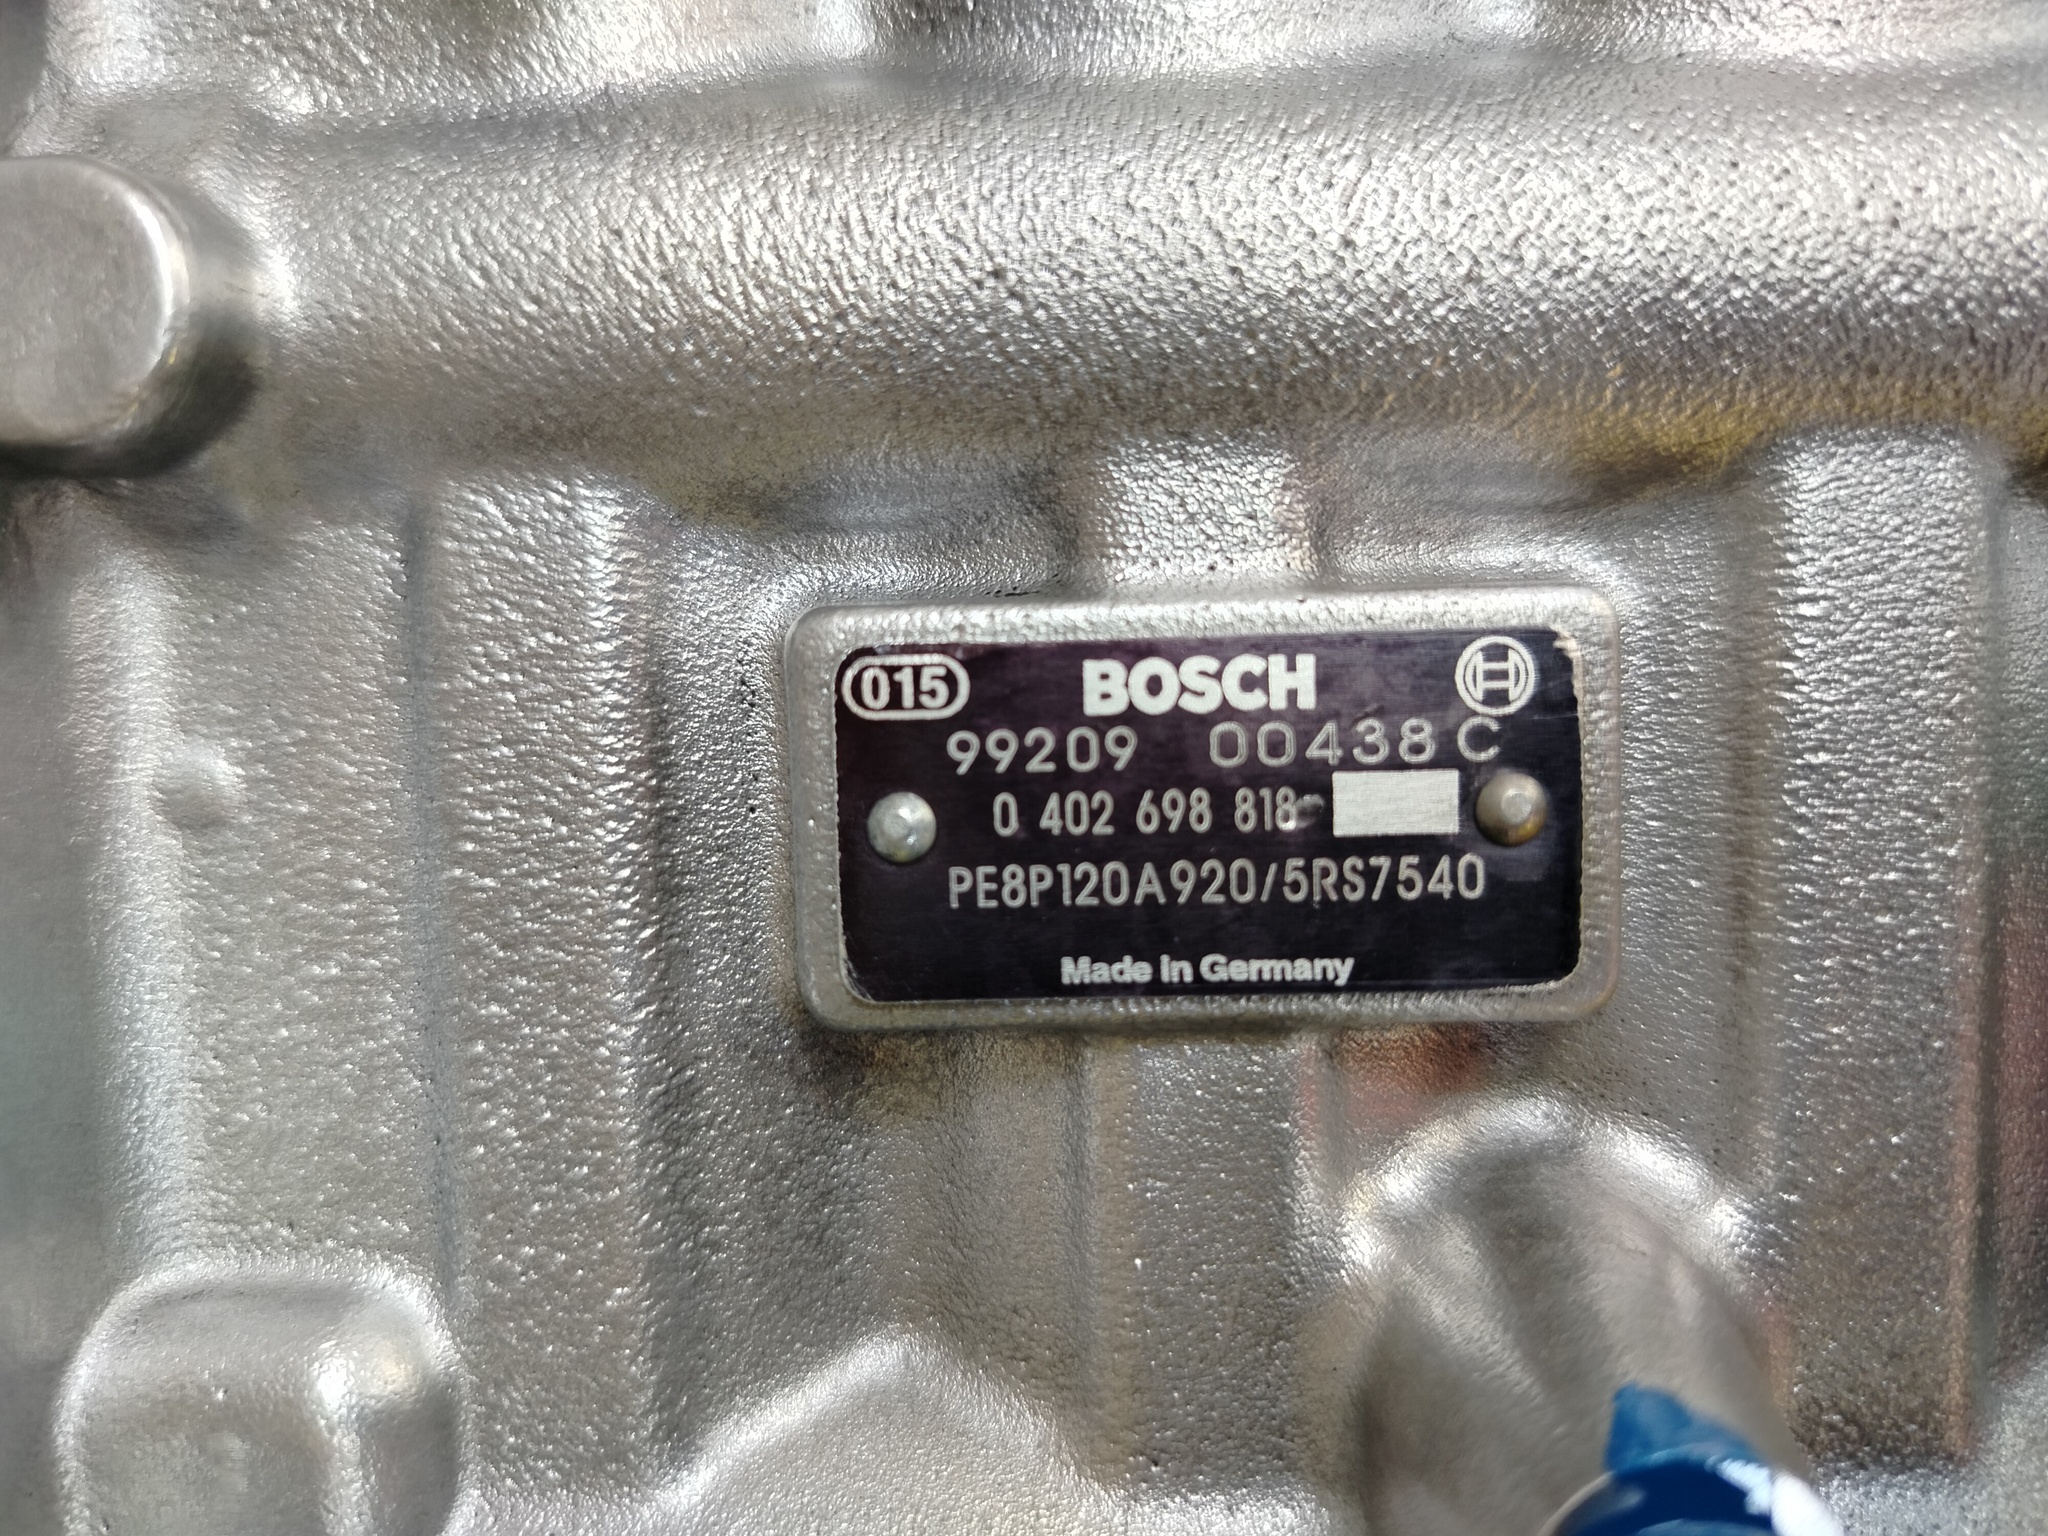 015 BOSCH
99209 00438 C
0 402 698 818-
PE8P120A920/5RS7540
Made in Germany